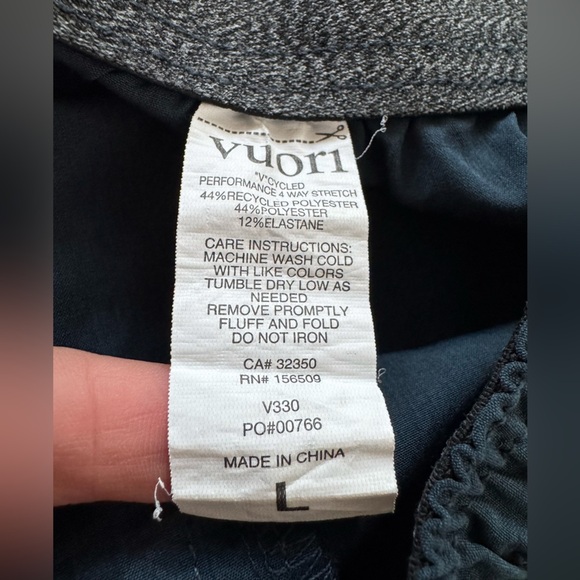 vuori
"V"CYCLED
PERFORMANCE 4 WAY STRETCH
44%RECYCLED POLYESTER
44%POLYESTER
12%ELASTANE
CARE INSTRUCTIONS:
MACHINE WASH COLD
WITH LIKE COLORS
TUMBLE DRY LOW AS
NEEDED
REMOVE PROMPTLY
FLUFF AND FOLD
DO NOT IRON
CA# 32350
RN# 156509
V330
PO#00766
MADE IN CHINA
L